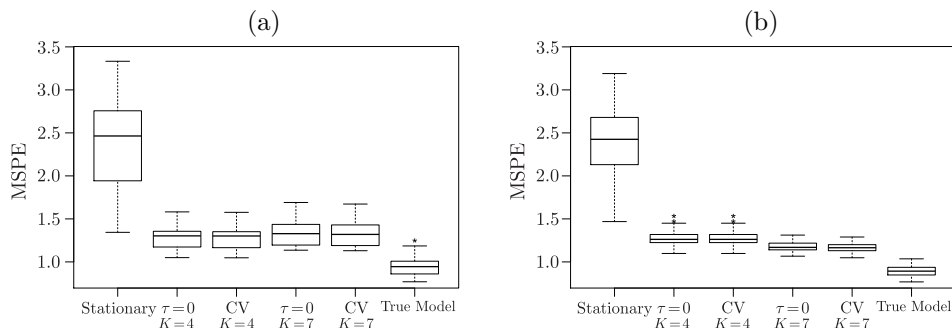 (a)
MSPE
3.5
3.0
2.5
2.0
1.5
1.0
*
Stationary τ=0 CV τ=0 CV True Model
K=4 K=4 K=7 K=7
(b)
MSPE
3.5
3.0
2.5
2.0
1.5
1.0
* *
* *
Stationary τ=0 CV τ=0 CV True Model
K=4 K=4 K=7 K=7